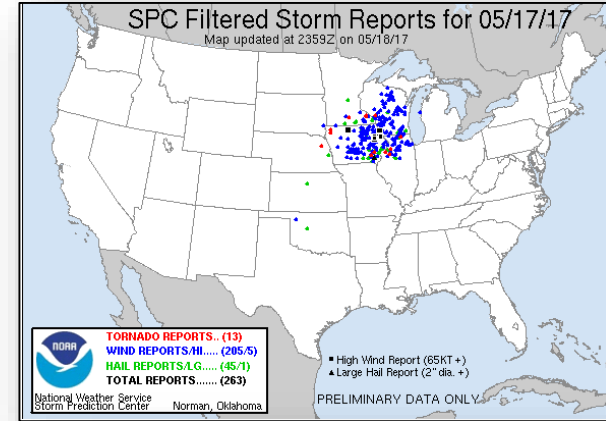 SPC Filtered Storm Reports for 05/17/17
Map updated at 2359Z on 05/18/17
NOAA
TORNADO REPORTS.. (13)
WIND REPORTS/HI..... (205/5)
HAIL REPORTS/LG..... (45/1)
TOTAL REPORTS....... (263)
National Weather Service
Storm Prediction Center Norman, Oklahoma
High Wind Report (65KT +)
Large Hail Report (2" dia. +)
PRELIMINARY DATA ONLY